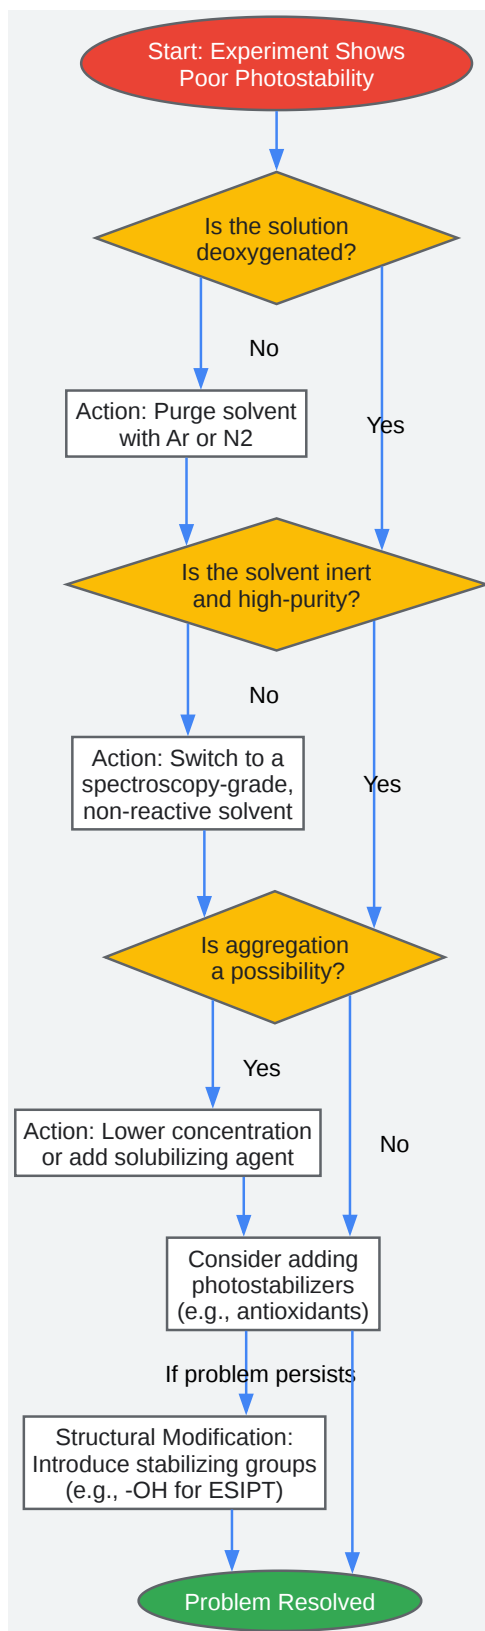 Start: Experiment Shows
Poor Photostability
Is the solution
deoxygenated?
No
Action: Purge solvent
with Ar or N2
Yes
Is the solvent inert
and high-purity?
No
Action: Switch to a
spectroscopy-grade,
non-reactive solvent
Yes
Is aggregation
a possibility?
Yes
Action: Lower concentration
or add solubilizing agent
No
Consider adding
photostabilizers
(e.g., antioxidants)
If problem persists
Structural Modification:
Introduce stabilizing groups
(e.g., -OH for ESIPT)
Problem Resolved